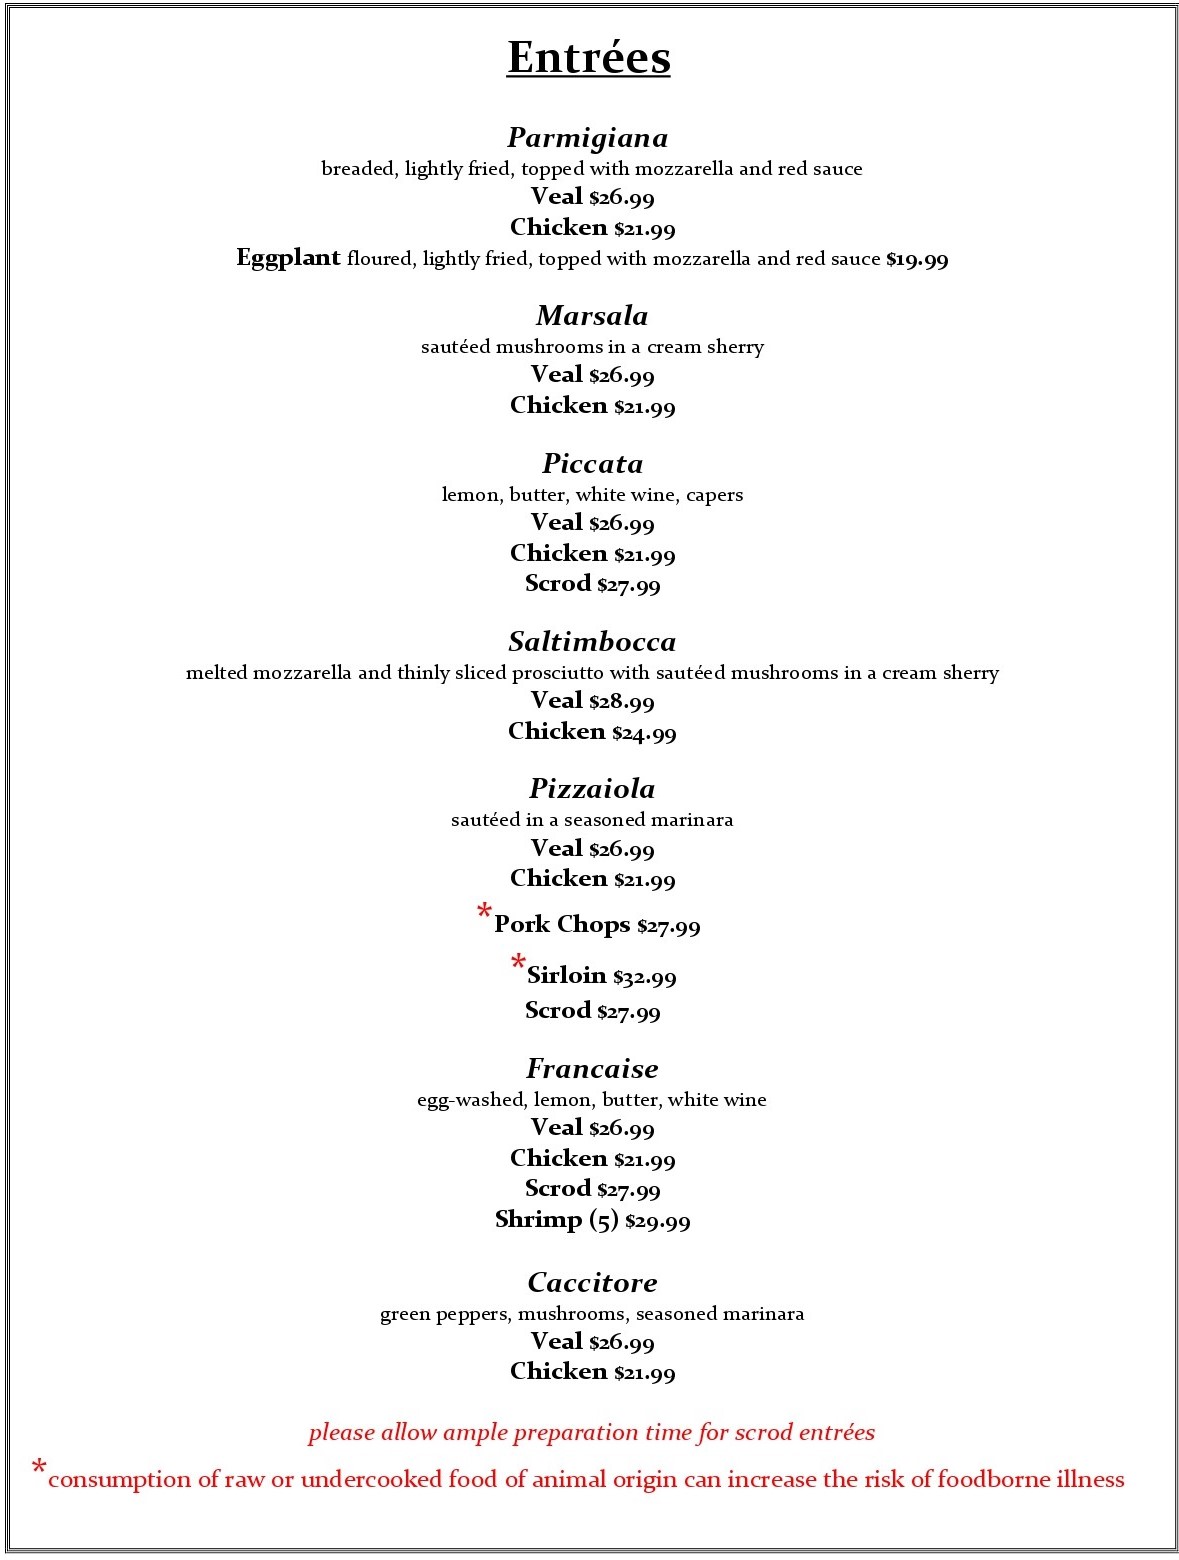 Entrées
Parmigiana
breaded, lightly fried, topped with mozzarella and red sauce
Veal $26.99
Chicken $21.99
Eggplant floured, lightly fried, topped with mozzarella and red sauce $19.99
Marsala
sautéed mushrooms in a cream sherry
Veal $26.99
Chicken $21.99
Piccata
lemon, butter, white wine, capers
Veal $26.99
Chicken $21.99
Scrod $27.99
Saltimbocca
melted mozzarella and thinly sliced prosciutto with sautéed mushrooms in a cream sherry
Veal $28.99
Chicken $24.99
Pizzaiola
sautéed in a seasoned marinara
Veal $26.99
Chicken $21.99
*Pork Chops $27.99
*Sirloin $32.99
Scrod $27.99
Francaise
egg-washed, lemon, butter, white wine
Veal $26.99
Chicken $21.99
Scrod $27.99
Shrimp (5) $29.99
Caccitore
green peppers, mushrooms, seasoned marinara
Veal $26.99
Chicken $21.99
please allow ample preparation time for scrod entrées
*consumption of raw or undercooked food of animal origin can increase the risk of foodborne illness